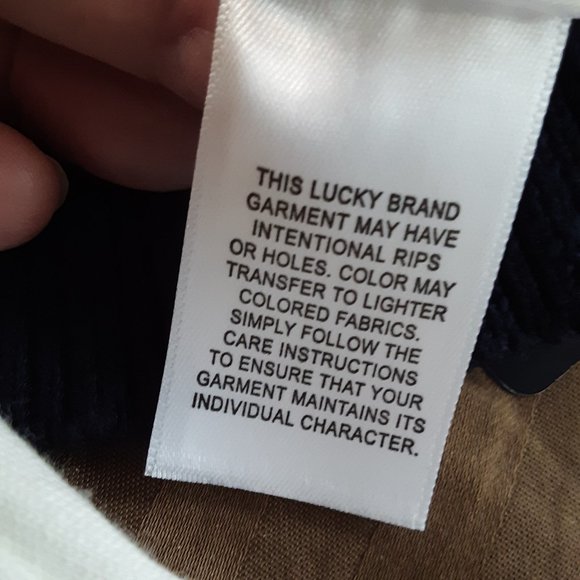 THIS LUCKY BRAND
GARMENT MAY HAVE
INTENTIONAL RIPS
OR HOLES. COLOR MAY
TRANSFER TO LIGHTER
COLORED FABRICS.
SIMPLY FOLLOW THE
CARE INSTRUCTIONS
TO ENSURE THAT YOUR
GARMENT MAINTAINS ITS
INDIVIDUAL CHARACTER.